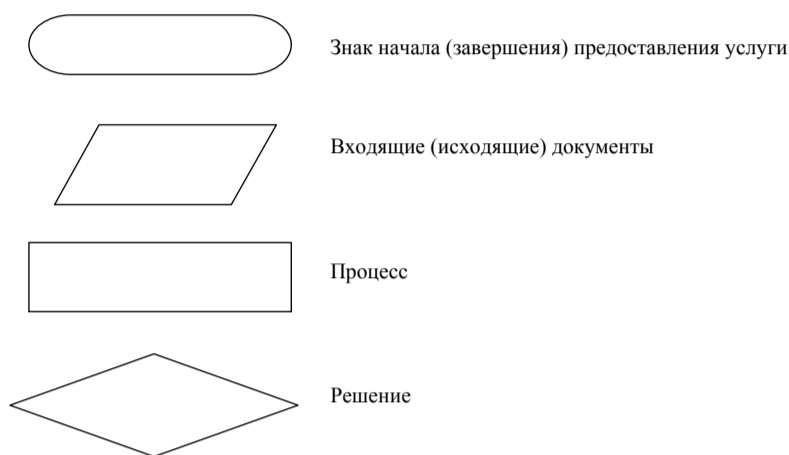 Знак начала (завершения) предоставления услуги
Входящие (исходящие) документы
Процесс
Решение